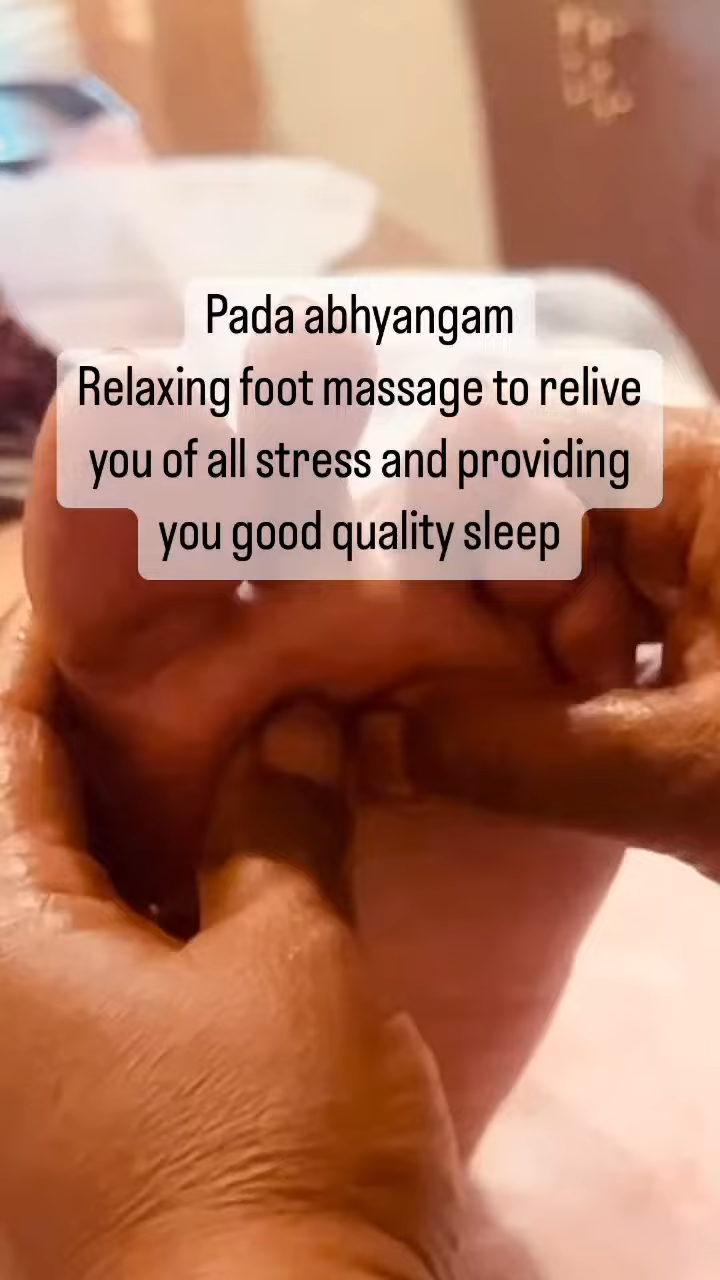 Pada abhyangam
Relaxing foot massage to relive
you of all stress and providing
you good quality sleep